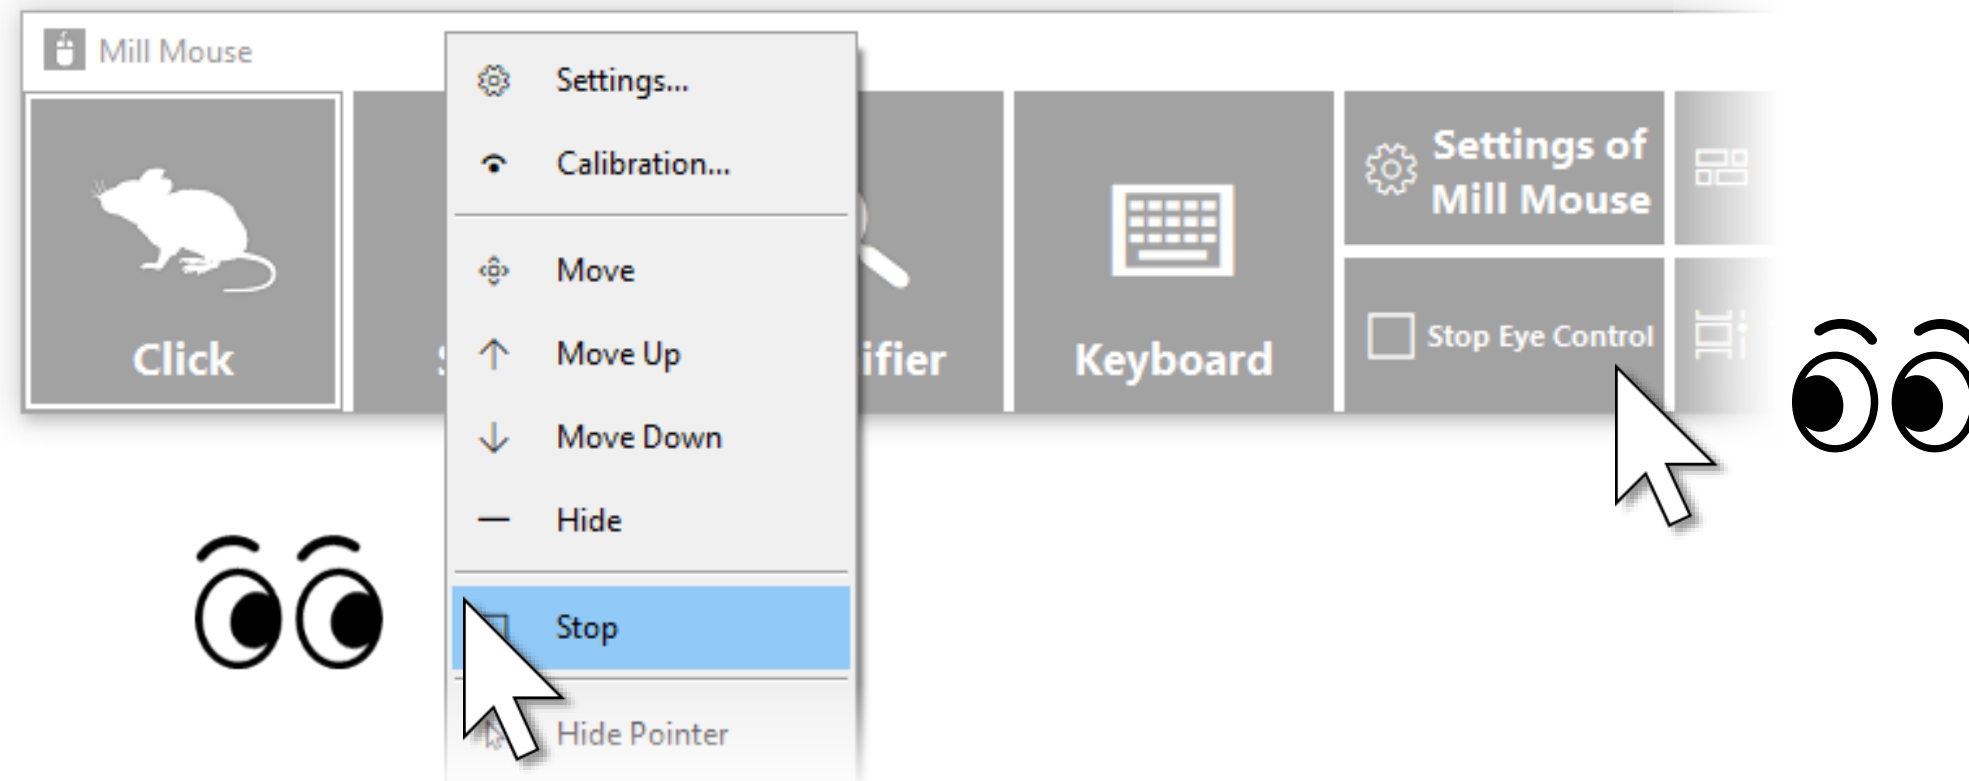 Mill Mouse
Settings...
Calibration...
Move
Move Up
Move Down
Hide
Stop
Hide Pointer
Click
Keyboard
Settings of
Mill Mouse
Stop Eye Control